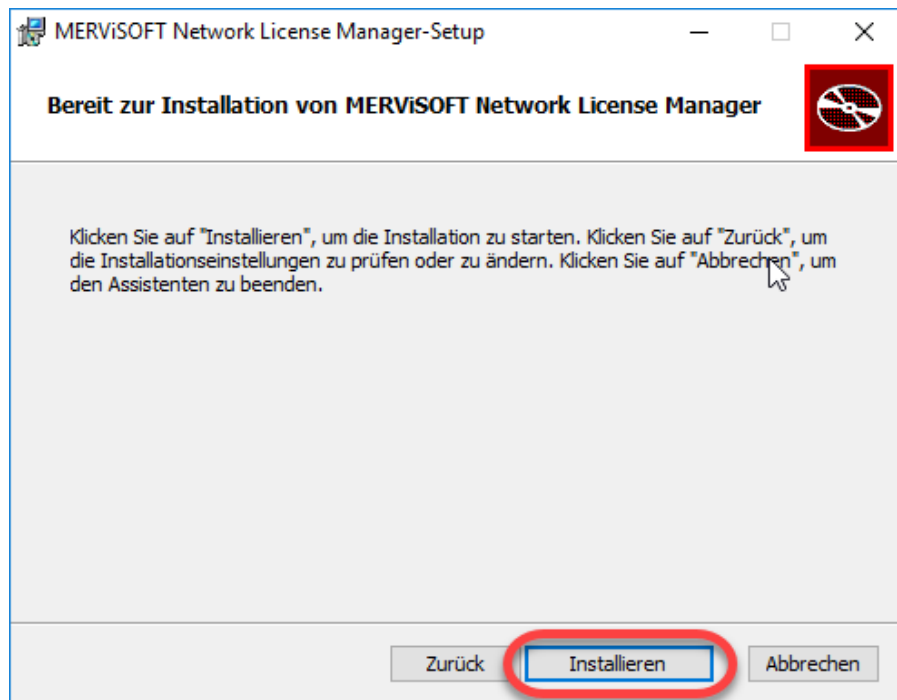 MERViSOFT Network License Manager-Setup
Bereit zur Installation von MERViSOFT Network License Manager
Klicken Sie auf "Installieren", um die Installation zu starten. Klicken Sie auf "Zurück", um
die Installationseinstellungen zu prüfen oder zu ändern. Klicken Sie auf "Abbrechen", um
den Assistenten zu beenden.
Zurück Installieren Abbrechen